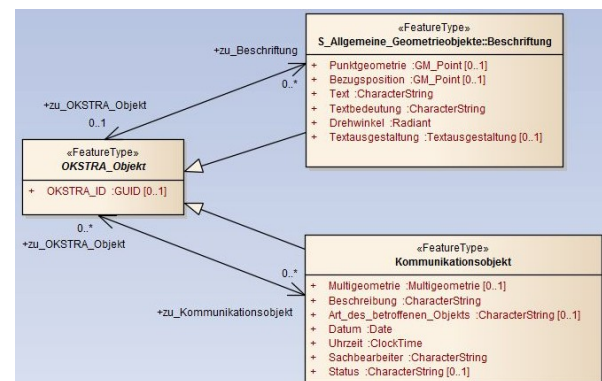 «FeatureType»
S_Allgemeine_Geometrieobjekte::Beschriftung
+ Punktgeometrie :GM_Point [0..1]
+ Bezugsposition :GM_Point [0..1]
+ Text :CharacterString
+ Textbedeutung :CharacterString
+ Drehwinkel :Radiant
+ Textausgestaltung :Textausgestaltung [0..1]
+zu_Beschriftung
0..*
+zu_OKSTRA_Objekt
0..1
«FeatureType»
OKSTRA_Objekt
+ OKSTRA_ID :GUID [0..1]
0..*
+zu_OKSTRA_Objekt
0..*
+zu_Kommunikationsobjekt
«FeatureType»
Kommunikationsobjekt
+ Multigeometrie :Multigeometrie [0..1]
+ Beschreibung :CharacterString
+ Art_des_betroffenen_Objekts :CharacterString [0..1]
+ Datum :Date
+ Uhrzeit :ClockTime
+ Sachbearbeiter :CharacterString
+ Status :CharacterString [0..1]